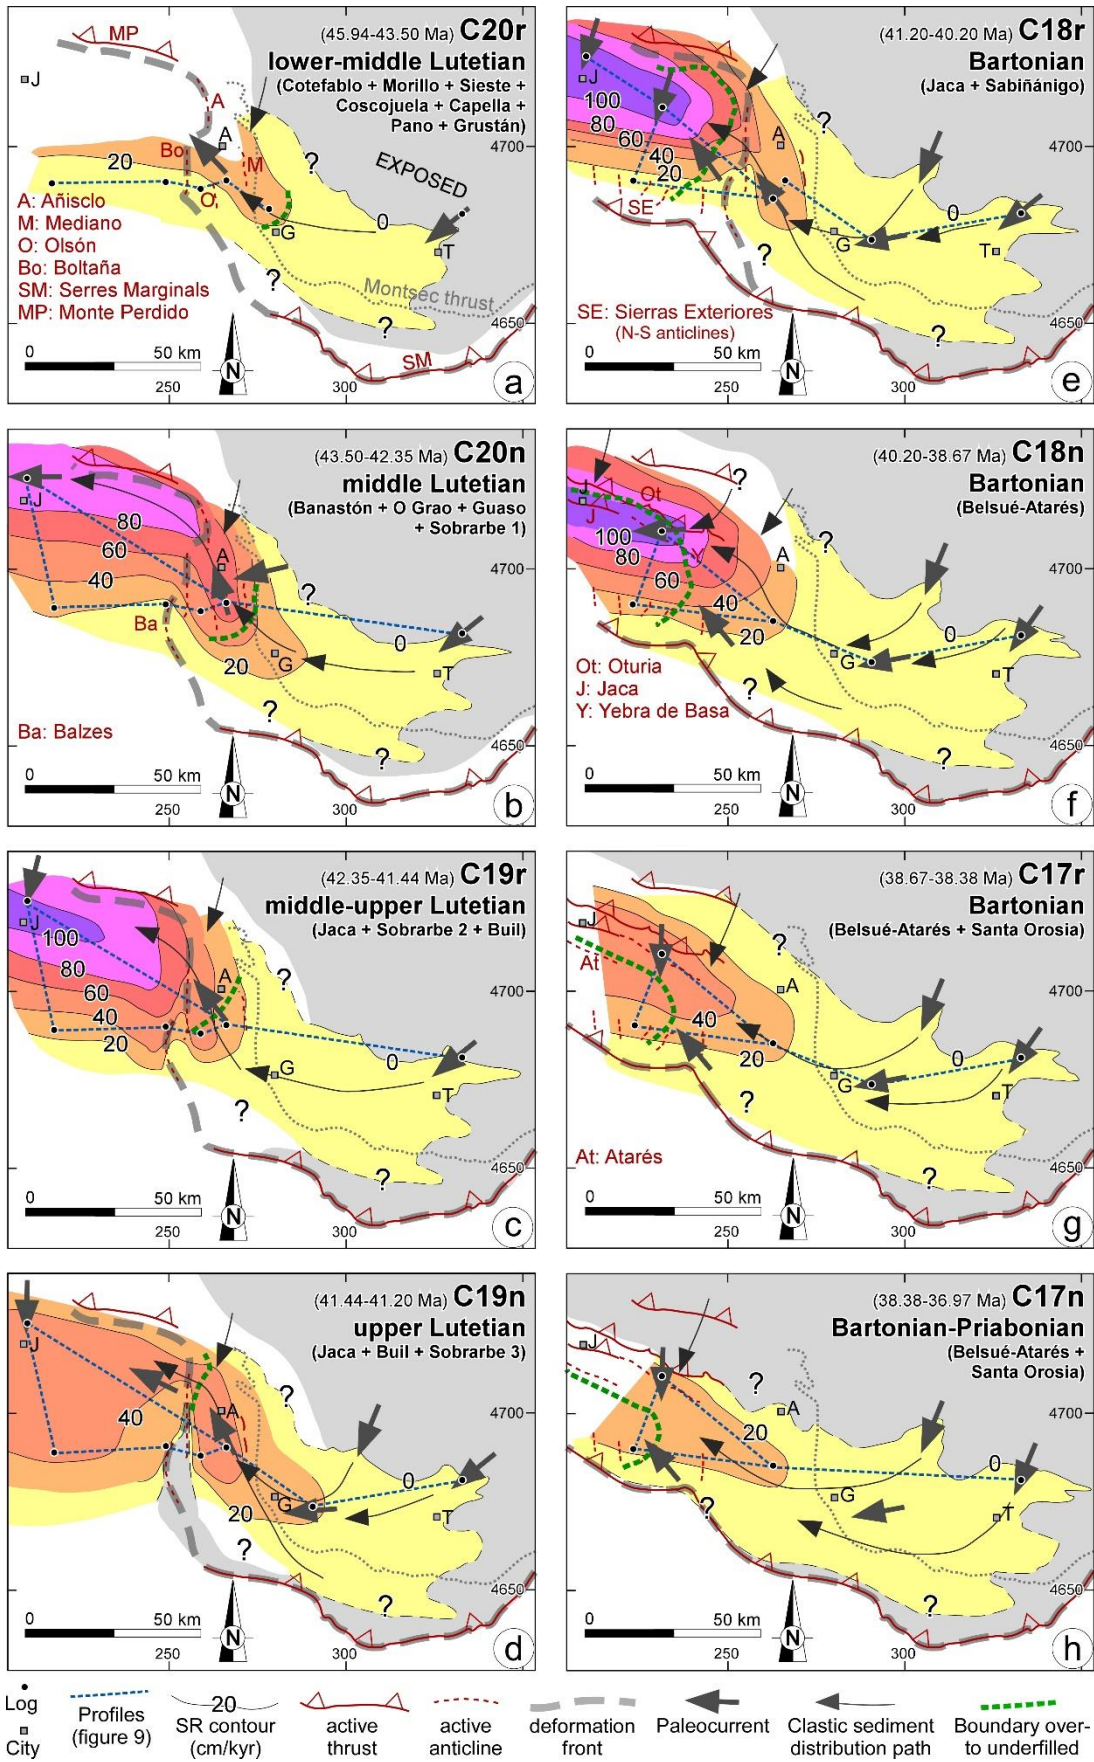 MP
(45.94-43.50 Ma) C20r
lower-middle Lutetian
(Cotefablo + Morillo + Sieste +
Coscojuela + Capella +
Pano + Grustán)
J
A
A
4700
Bo
M
?
EXPOSED
20
O
0
A: Añisclo
M: Mediano
O: Olsón
Bo: Boltaña
SM: Serres Marginals
MP: Monte Perdido
G
T
?
Montsec thrust
?
4650
0 50 km
SM
N
250
300
a
(43.50-42.35 Ma) C20n
middle Lutetian
(Banastón + O Grao + Guaso
+ Sobrarbe 1)
J
80
60
40
A
4700
?
Ba
0
20
G
T
?
?
Ba: Balzes
4650
0 50 km
N
250
300
b
(42.35-41.44 Ma) C19r
middle-upper Lutetian
(Jaca + Sobrarbe 2 + Buil)
J
100
80
60
40
20
A
?
4700
0
G
T
?
?
4650
0 50 km
N
250
300
c
(41.44-41.20 Ma) C19n
upper Lutetian
(Jaca + Buil + Sobrarbe 3)
J
?
40
A
4700
0
20
G
T
?
?
4650
0 50 km
N
250
300
d
(41.20-40.20 Ma) C18r
Bartonian
(Jaca + Sabiñánigo)
J
100
80
60
40
20
A
?
4700
SE
0
G
T
?
?
SE: Sierras Exteriores
(N-S anticlines)
4650
0 50 km
N
250
300
e
(40.20-38.67 Ma) C18n
Bartonian
(Belsué-Atarés)
J
Ot
J
?
?
100
80
Y
A
4700
60
40
20
0
G
T
?
Ot: Oturia
J: Jaca
Y: Yebra de Basa
?
4650
0 50 km
N
250
300
f
(38.67-38.38 Ma) C17r
Bartonian
(Belsué-Atarés + Santa Orosia)
J
?
At
A
4700
40
20
0
G
T
?
At: Atarés
?
4650
0 50 km
N
250
300
g
(38.38-36.97 Ma) C17n
Bartonian-Priabonian
(Belsué-Atarés +
Santa Orosia)
J
?
A
4700
20
0
G
T
?
?
4650
0 50 km
N
250
300
h
Log
City
Profiles
(figure 9)
20
SR contour
(cm/kyr)
active
thrust
active
anticline
deformation
front
Paleocurrent
Clastic sediment
distribution path
Boundary over-
to underfilled